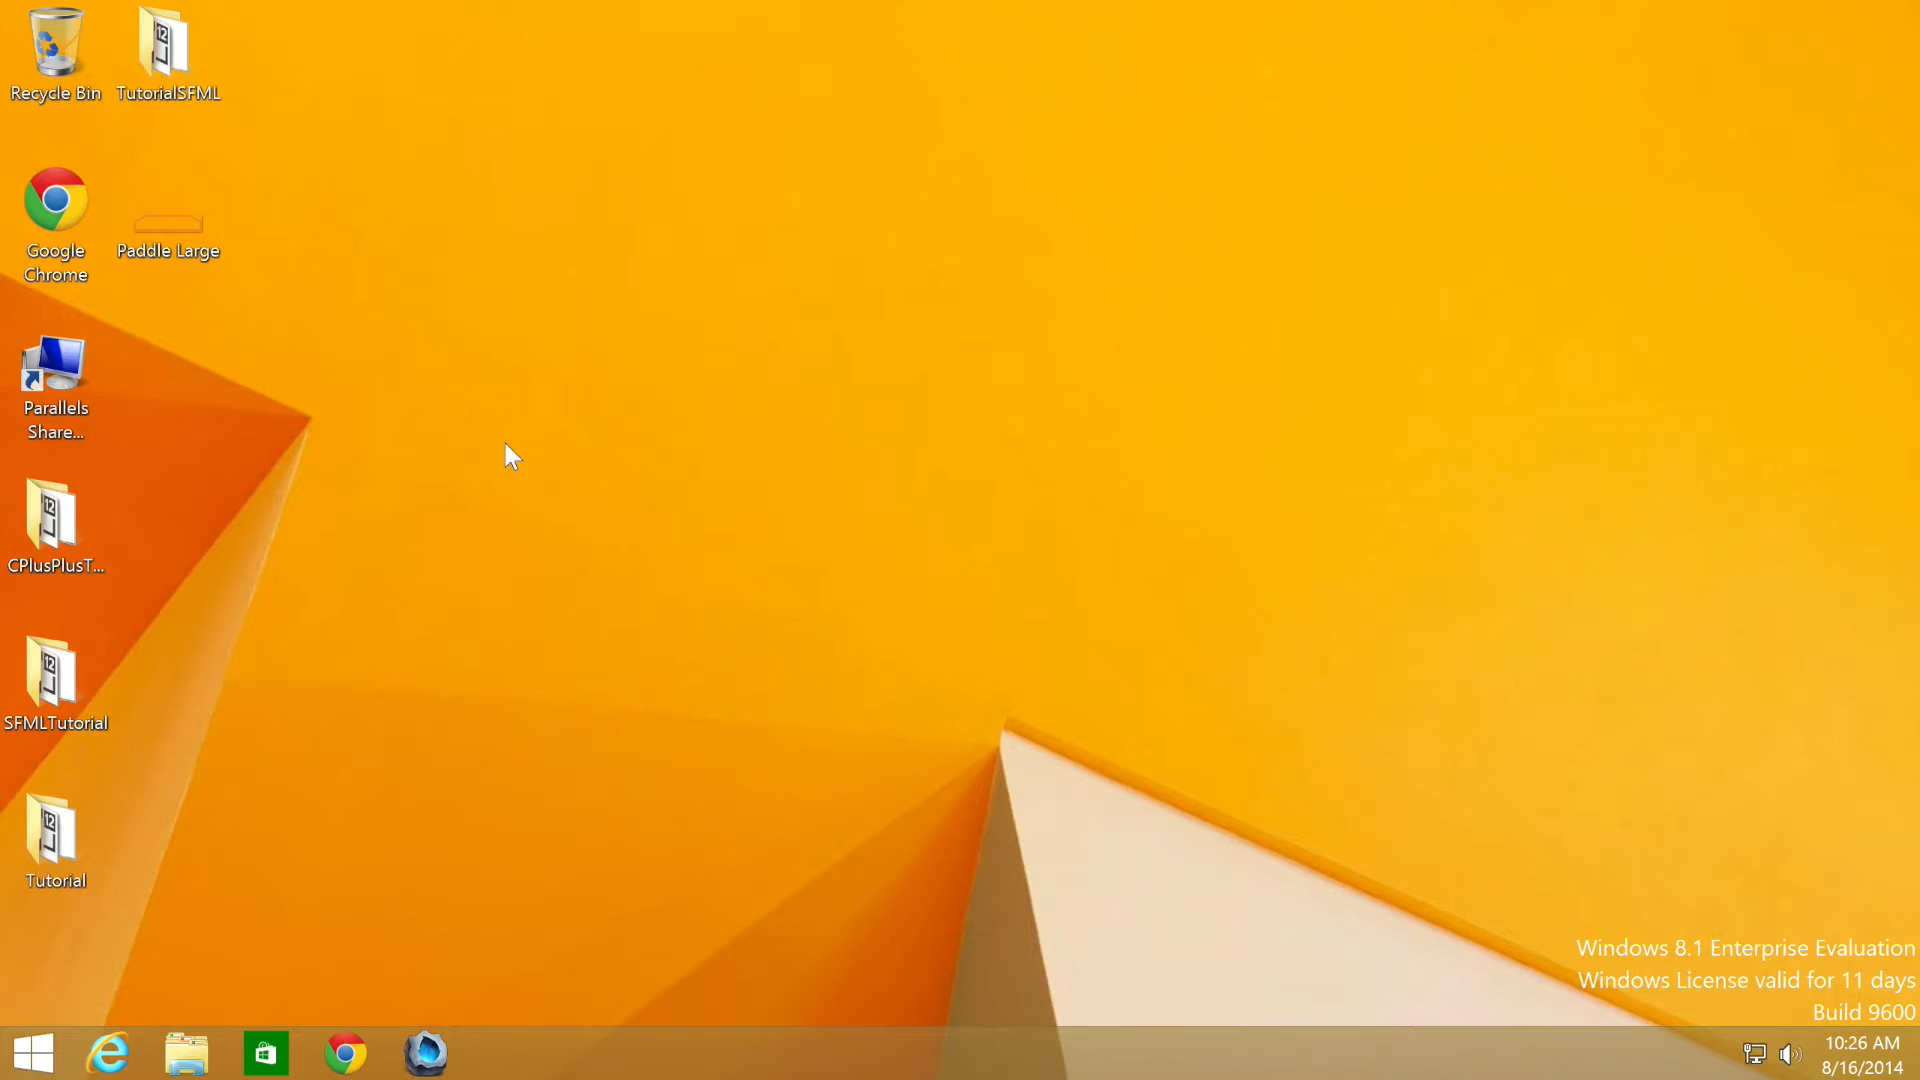 Recycle Bin
TutorialSFML
Google
Chrome
Paddle Large
Parallels
Share...
CPlusPlusT...
SFMLTutorial
Tutorial
Windows 8.1 Enterprise Evaluation
Windows License valid for 11 days
Build 9600
10:26 AM
8/16/2014